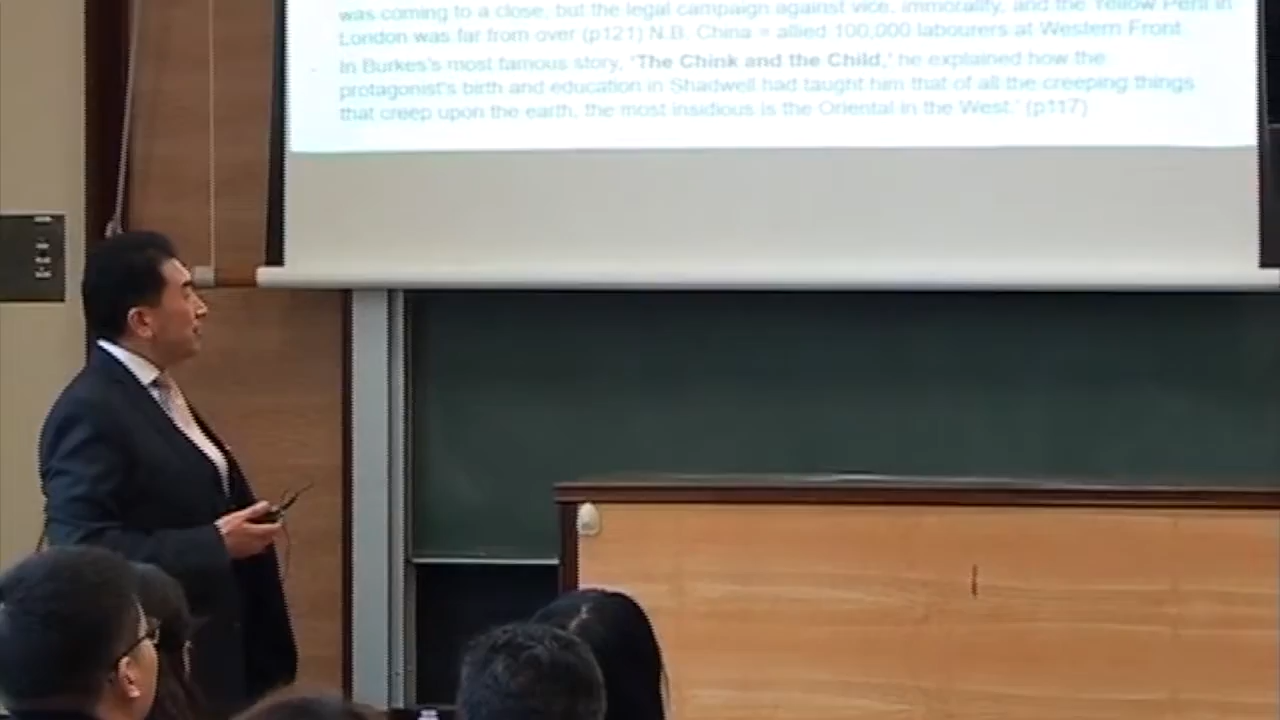 was coming to a close, but the legal campaign against vice, immorality, and the Yellow Peril in
London was far from over (p121) N.B. China = allied 100,000 labourers at Western Front.
In Burkes's most famous story, 'The Chink and the Child,' he explained how the
protagonist's birth and education in Shadwell had taught him that of all the creeping things
that creep upon the earth, the most insidious is the Oriental in the West.' (p117)